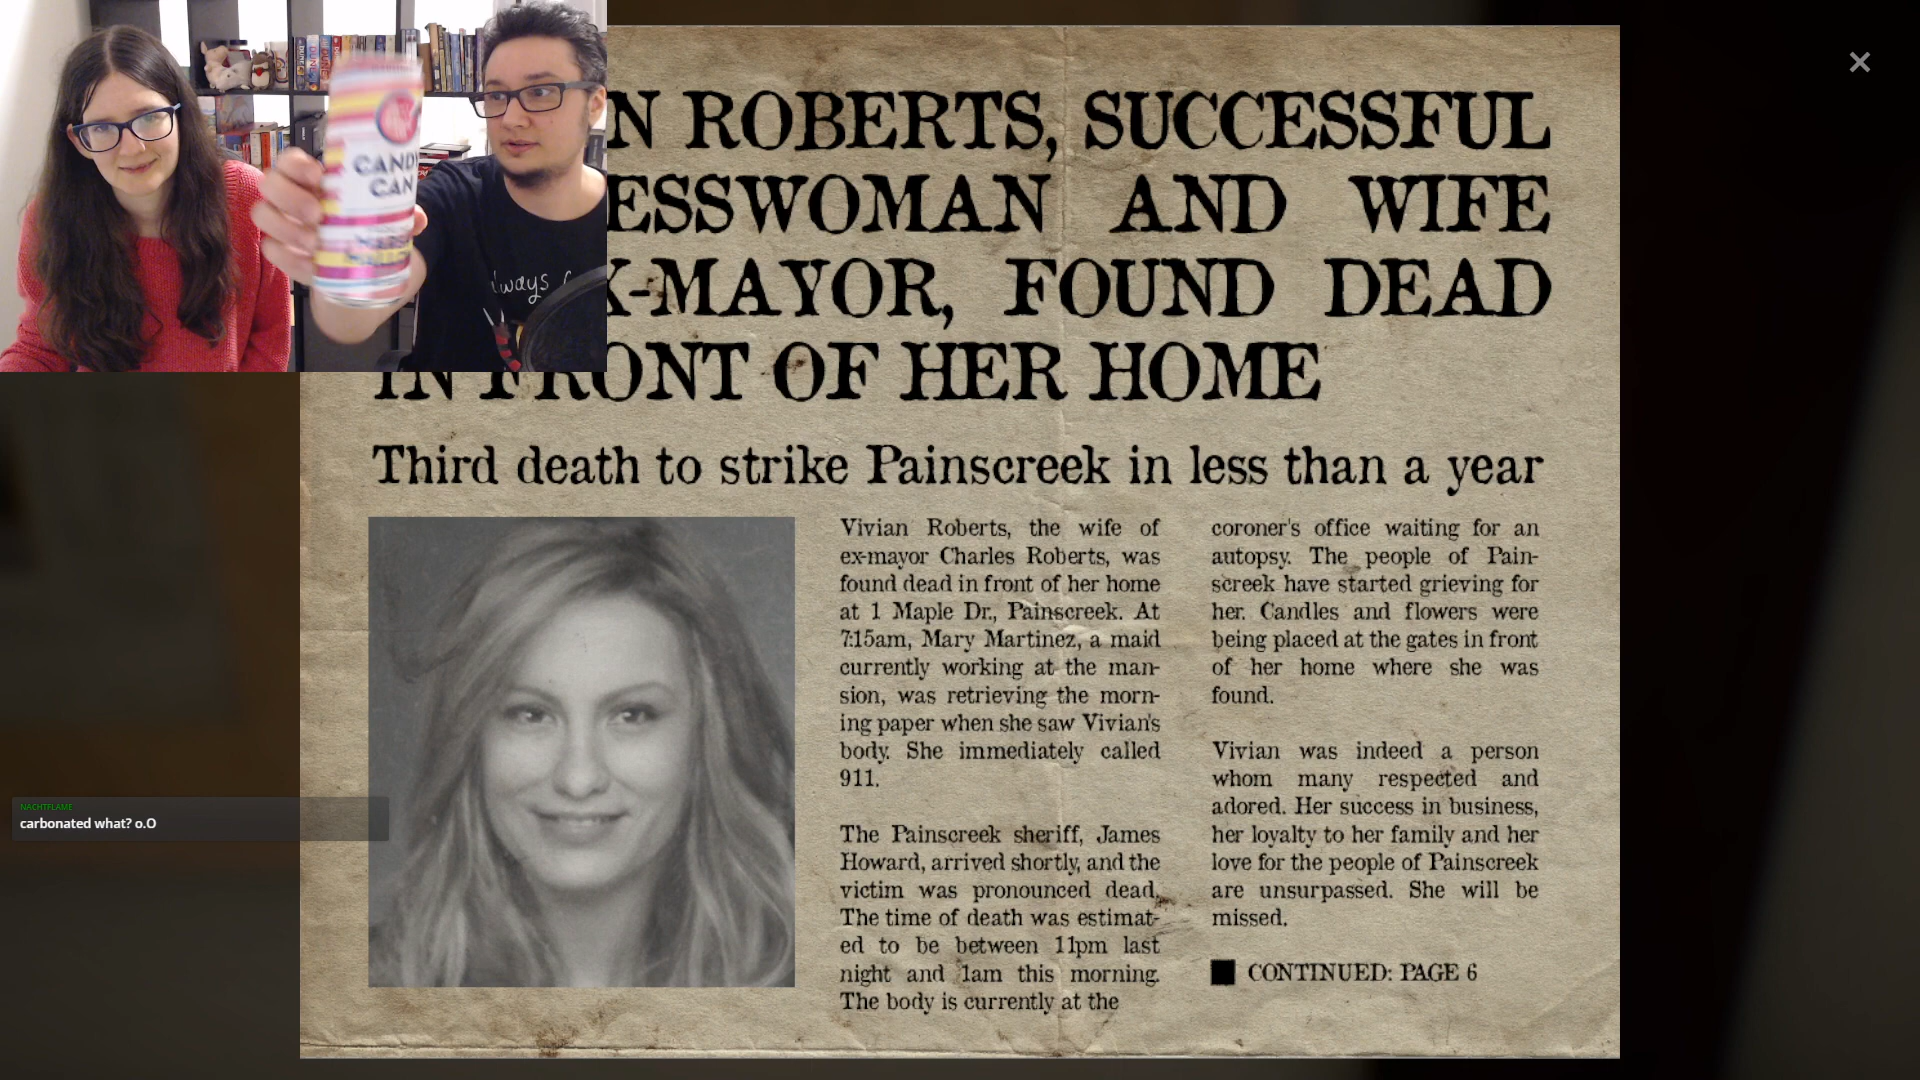 CAND
CAN
lways
N ROBERTS, SUCCESSFUL
ESSWOMAN AND WIFE
X-MAYOR, FOUND DEAD
IN FRONT OF HER HOME
Third death to strike Painscreek in less than a year
Vivian Roberts, the wife of
ex-mayor Charles Roberts, was
found dead in front of her home
at 1 Maple Dr., Painscreek. At
7:15am, Mary Martinez, a maid
currently working at the man-
sion, was retrieving the morn-
ing paper when she saw Vivian's
body. She immediately called
911.
The Painscreek sheriff, James
Howard, arrived shortly, and the
victim was pronounced dead.
The time of death was estimat-
ed to be between 11pm last
night and 1am this morning.
The body is currently at the
coroner's office waiting for an
autopsy. The people of Pain-
screek have started grieving for
her. Candles and flowers were
being placed at the gates in front
of her home where she was
found.
Vivian was indeed a person
whom many respected and
adored. Her success in business,
her loyalty to her family and her
love for the people of Painscreek
are unsurpassed. She will be
missed.
CONTINUED: PAGE 6
NACHTFLAME
carbonated what? o.O